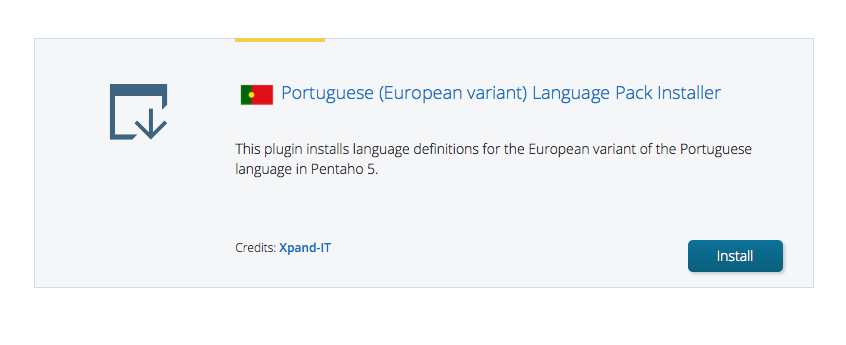 Portuguese (European variant) Language Pack Installer
This plugin installs language definitions for the European variant of the Portuguese
language in Pentaho 5.
Credits: Xpand-IT
Install